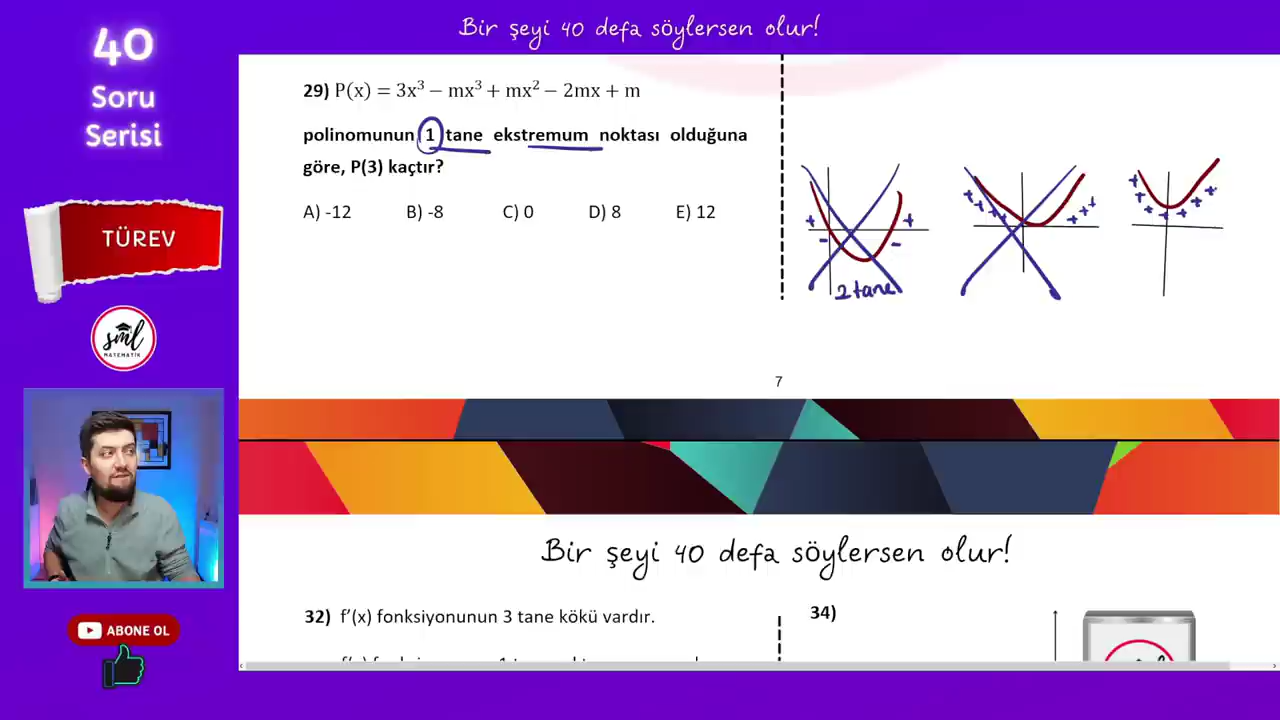 Bir şeyi 40 defa söylersen olur!
40
Soru
Serisi
TÜREV
sml
MATEMATİK
ABONE OL
29) P(x) = 3x³ − mx³ + mx² − 2mx + m
polinomunun 1 tane ekstremum noktası olduğuna
göre, P(3) kaçtır?
A) -12 B) -8 C) 0 D) 8 E) 12
+ − − +
2 tane
+ + + + + + +
+ + + + + +
7
Bir şeyi 40 defa söylersen olur!
32) f'(x) fonksiyonunun 3 tane kökü vardır.
34)